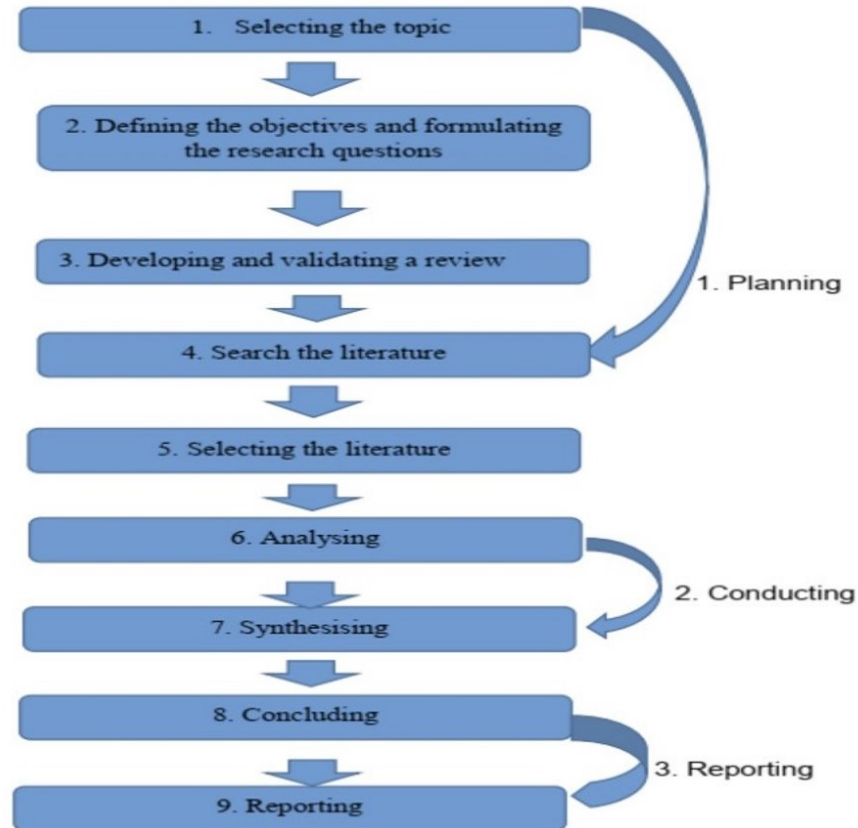 1. Selecting the topic
2. Defining the objectives and formulating
the research questions
3. Developing and validating a review
1. Planning
4. Search the literature
5. Selecting the literature
6. Analysing
2. Conducting
7. Synthesising
8. Concluding
3. Reporting
9. Reporting